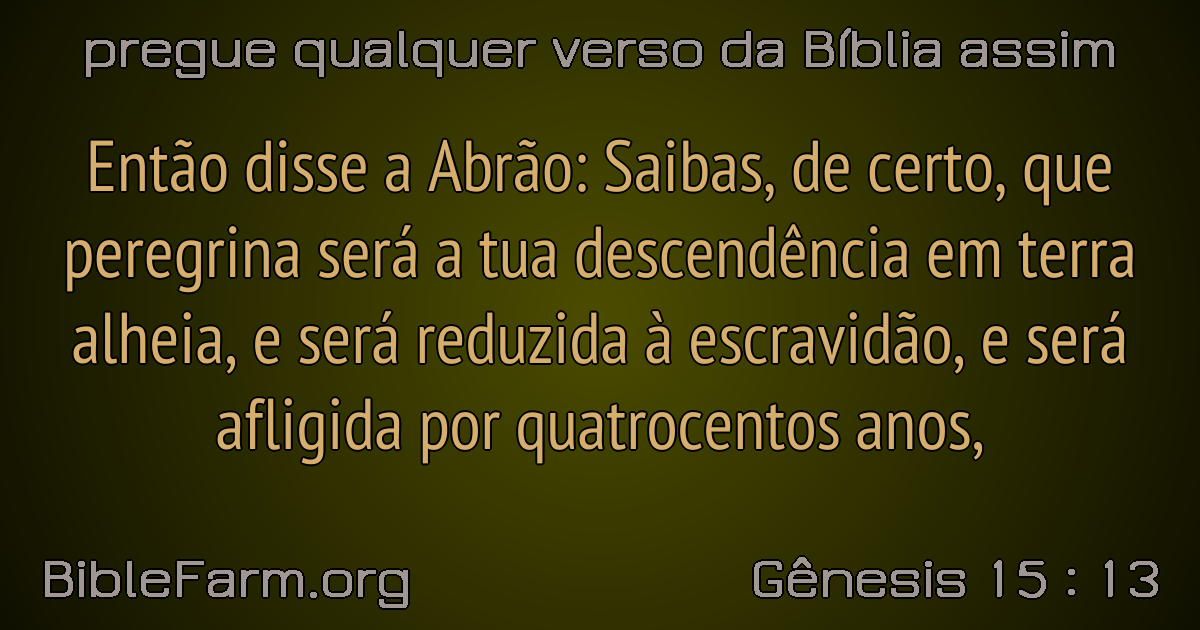 pregue qualquer verso da Bíblia assim
Então disse a Abrão: Saibas, de certo, que
peregrina será a tua descendência em terra
alheia, e será reduzida à escravidão, e será
afligida por quatrocentos anos,
BibleFarm.org
Gênesis 15 : 13